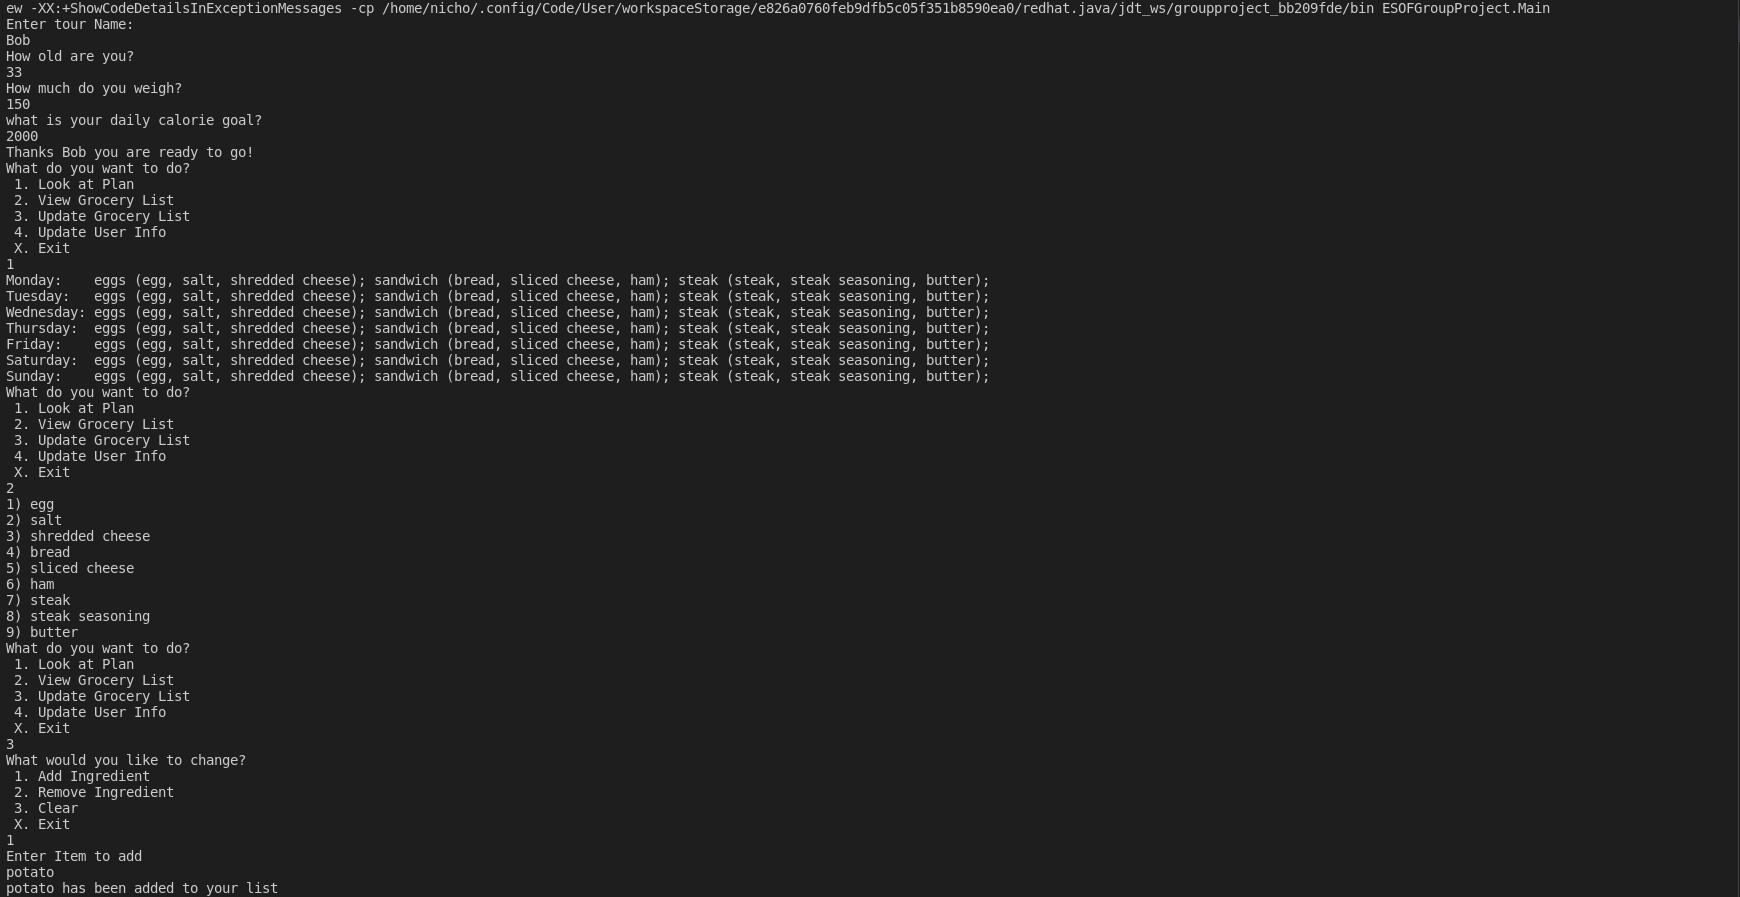 ew -XX:+ShowCodeDetailsInExceptionMessages -cp /home/nicho/.config/Code/User/workspaceStorage/e826a0760feb9dfb5c05f351b8590ea0/redhat.java/jdt_ws/groupproject_bb209fde/bin ESOFGroupProject.Main
Enter tour Name:
Bob
How old are you?
33
How much do you weigh?
150
what is your daily calorie goal?
2000
Thanks Bob you are ready to go!
What do you want to do?
 1. Look at Plan
 2. View Grocery List
 3. Update Grocery List
 4. Update User Info
 X. Exit
1
Monday:    eggs (egg, salt, shredded cheese); sandwich (bread, sliced cheese, ham); steak (steak, steak seasoning, butter);
Tuesday:   eggs (egg, salt, shredded cheese); sandwich (bread, sliced cheese, ham); steak (steak, steak seasoning, butter);
Wednesday: eggs (egg, salt, shredded cheese); sandwich (bread, sliced cheese, ham); steak (steak, steak seasoning, butter);
Thursday:  eggs (egg, salt, shredded cheese); sandwich (bread, sliced cheese, ham); steak (steak, steak seasoning, butter);
Friday:    eggs (egg, salt, shredded cheese); sandwich (bread, sliced cheese, ham); steak (steak, steak seasoning, butter);
Saturday:  eggs (egg, salt, shredded cheese); sandwich (bread, sliced cheese, ham); steak (steak, steak seasoning, butter);
Sunday:    eggs (egg, salt, shredded cheese); sandwich (bread, sliced cheese, ham); steak (steak, steak seasoning, butter);
What do you want to do?
 1. Look at Plan
 2. View Grocery List
 3. Update Grocery List
 4. Update User Info
 X. Exit
2
1) egg
2) salt
3) shredded cheese
4) bread
5) sliced cheese
6) ham
7) steak
8) steak seasoning
9) butter
What do you want to do?
 1. Look at Plan
 2. View Grocery List
 3. Update Grocery List
 4. Update User Info
 X. Exit
3
What would you like to change?
 1. Add Ingredient
 2. Remove Ingredient
 3. Clear
 X. Exit
1
Enter Item to add
potato
potato has been added to your list